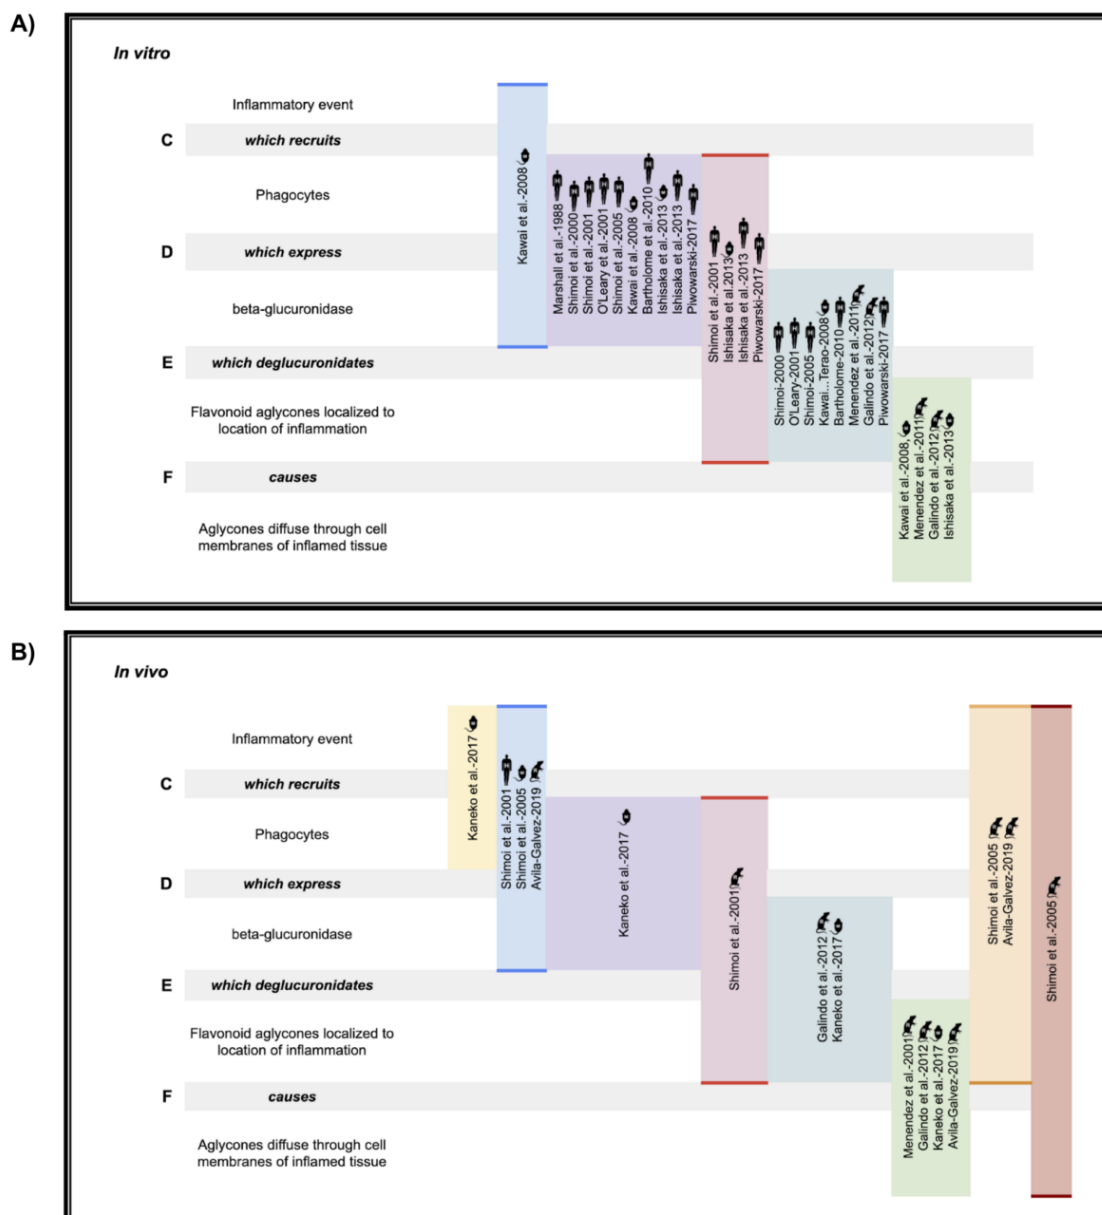 A)
In vitro
Inflammatory event
C which recruits
Phagocytes
D which express
beta-glucuronidase
E which deglucuronidates
Flavonoid aglycones localized to
location of inflammation
F causes
Aglycones diffuse through cell
membranes of inflamed tissue
Kawai et al.-2008
Marshall et al.-1988
Shimoi et al.-2000
Shimoi et al.-2001
O'Leary et al.-2001
Shimoi et al.-2005
Kawai et al.-2008
Bartholome et al.-2010
Ishisaka et al.-2013
Ishisaka et al.-2013
Piwowarski-2017
Shimoi et al.-2001
Ishisaka et al.2013
Ishisaka et al.-2013
Piwowarski-2017
Shimoi-2000
O'Leary-2001
Shimoi-2005
Kawai...Terao-2008
Bartholome-2010
Menendez et al.-2011
Galindo et al.-2012
Piwowarski-2017
Kawai et al.-2008,
Menendez et al.-2011
Galindo et al.-2012
Ishisaka et al.-2013
B)
In vivo
Inflammatory event
C which recruits
Phagocytes
D which express
beta-glucuronidase
E which deglucuronidates
Flavonoid aglycones localized to
location of inflammation
F causes
Aglycones diffuse through cell
membranes of inflamed tissue
Kaneko et al.-2017
Shimoi et al.-2001
Shimoi et al.-2005
Avila-Galvez-2019
Kaneko et al.-2017
Shimoi et al.-2001
Galindo et al.-2012
Kaneko et al.-2017
Menendez et al.-2001
Galindo et al.-2012
Kaneko et al.-2017
Avila-Galvez-2019
Shimoi et al.-2005
Avila-Galvez-2019
Shimoi et al.-2005